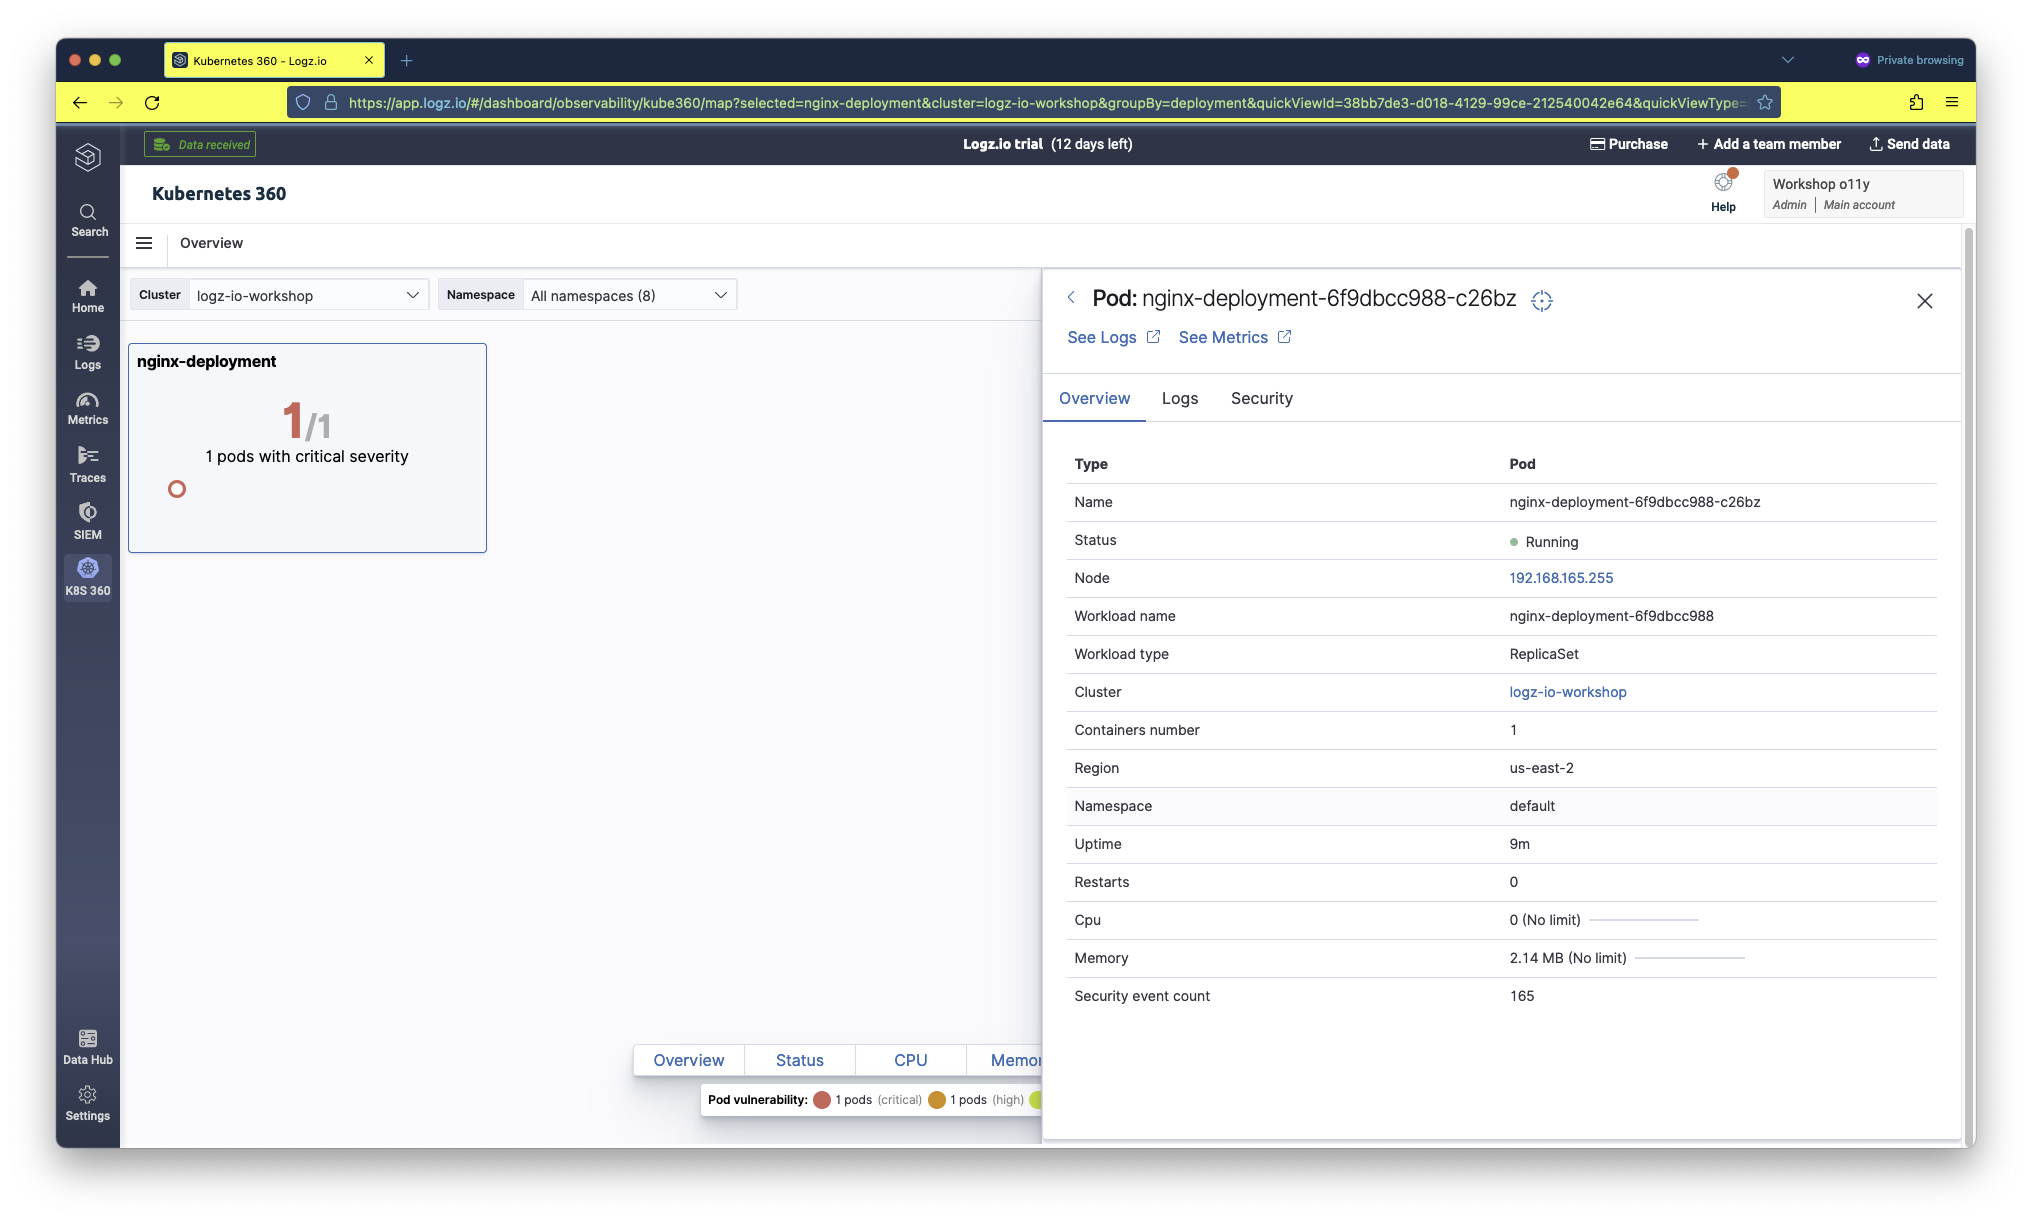 Kubernetes 360 - Logz.io
Private browsing
https://app.logz.io/#/dashboard/observability/kube360/map?selected=nginx-deployment&cluster=logz-io-workshop&groupBy=deployment&quickViewId=38bb7de3-d018-4129-99ce-212540042e64&quickViewType=
Data received
Logz.io trial (12 days left)
Purchase
+ Add a team member
Send data
Kubernetes 360
Help
Workshop o11y
Admin | Main account
Search
Home
Logs
Metrics
Traces
SIEM
K8S 360
Data Hub
Settings
Overview
Cluster logz-io-workshop
Namespace All namespaces (8)
nginx-deployment
1/1
1 pods with critical severity
Overview Status CPU Memor
Pod vulnerability: 1 pods (critical) 1 pods (high)
Pod: nginx-deployment-6f9dbcc988-c26bz
See Logs See Metrics
Overview Logs Security
Type Pod
Name nginx-deployment-6f9dbcc988-c26bz
Status Running
Node 192.168.165.255
Workload name nginx-deployment-6f9dbcc988
Workload type ReplicaSet
Cluster logz-io-workshop
Containers number 1
Region us-east-2
Namespace default
Uptime 9m
Restarts 0
Cpu 0 (No limit)
Memory 2.14 MB (No limit)
Security event count 165